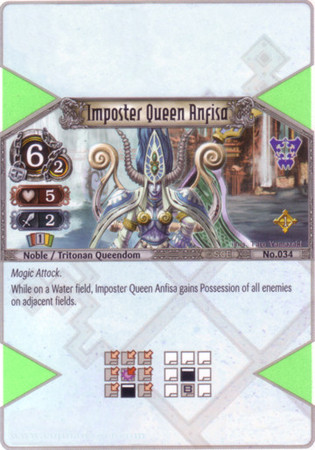 Imposter Queen Anfisa
6
2
5
2
1
Noble / Tritonan Queendom
No.034
Magic Attack.
While on a Water field, Imposter Queen Anfisa gains Possession of all enemies
on adjacent fields.
B